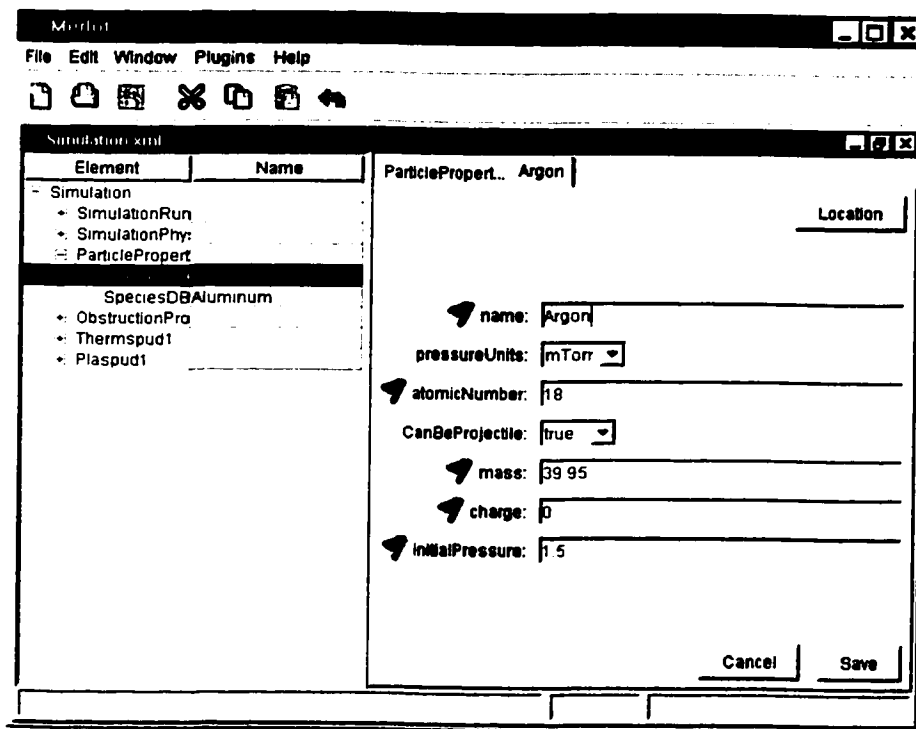 Merlot
File Edit Window Plugins Help
Simulation.xml
Element Name
Simulation
SimulationRun
SimulationPhy
ParticlePropert
SpeciesDBAluminum
ObstructionPro
Thermspud1
Plaspud1
ParticlePropert... Argon
Location
name: Argon
pressureUnits: mTorr
atomicNumber: 18
CanBeProjectile: true
mass: 39 95
charge: 0
initialPressure: 1.5
Cancel Save